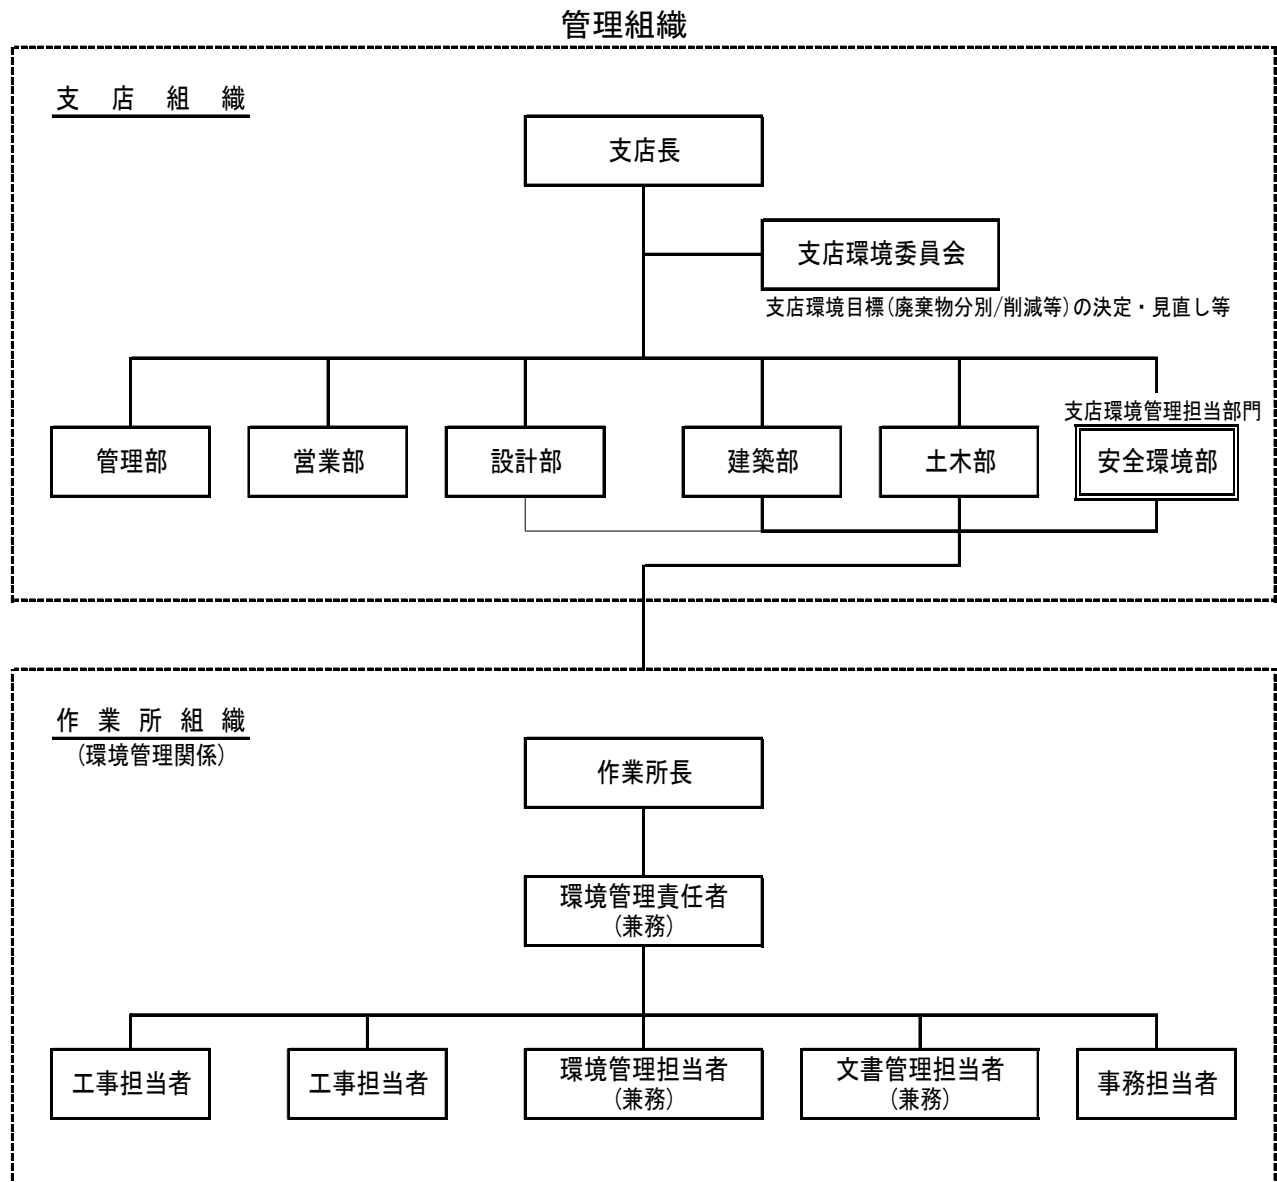 管理組織
支店組織
支店長
支店環境委員会
支店環境目標(廃棄物分別/削減等)の決定・見直し等
支店環境管理担当部門
管理部
営業部
設計部
建築部
土木部
安全環境部
作業所組織
(環境管理関係)
作業所長
環境管理責任者
(兼務)
工事担当者
工事担当者
環境管理担当者
(兼務)
文書管理担当者
(兼務)
事務担当者